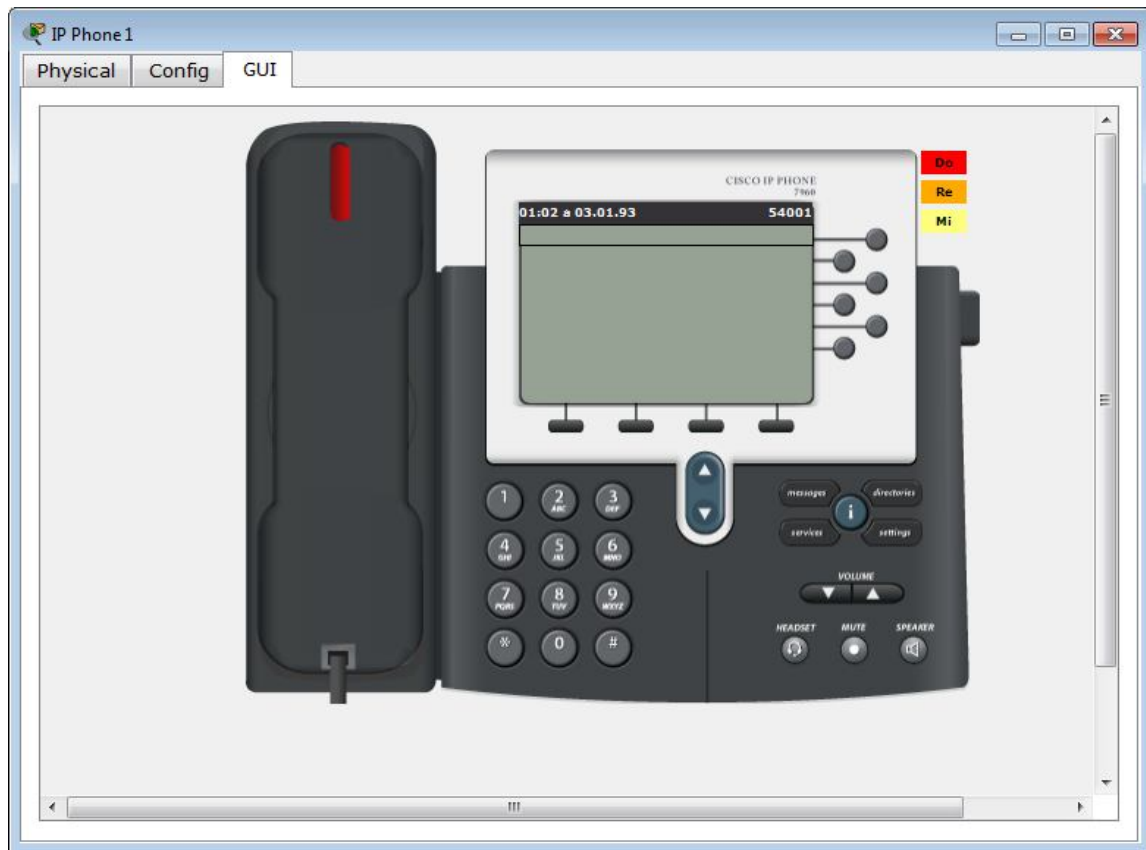 IP Phone 1
Physical Config GUI
CISCO IP PHONE
7960
01:02 a 03.01.93 54001
Do
Re
Mi
1
2 ABC
3 DEF
4 GHI
5 JKL
6 MNO
7 PQRS
8 TUV
9 WXYZ
*
0
#
messages directories
i
services settings
VOLUME
HEADSET MUTE SPEAKER